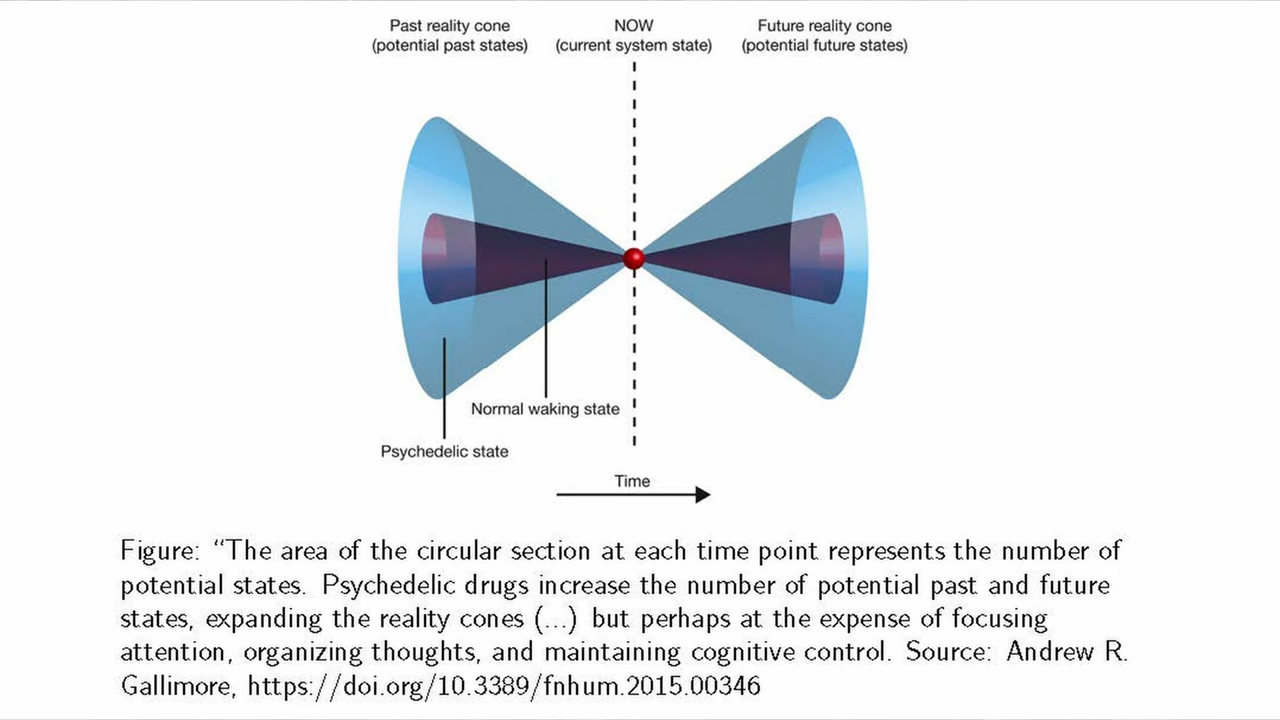 Past reality cone
(potential past states)
NOW
(current system state)
Future reality cone
(potential future states)
Normal waking state
Psychedelic state
Time
Figure: “The area of the circular section at each time point represents the number of
potential states. Psychedelic drugs increase the number of potential past and future
states, expanding the reality cones (...) but perhaps at the expense of focusing
attention, organizing thoughts, and maintaining cognitive control. Source: Andrew R.
Gallimore, https://doi.org/10.3389/fnhum.2015.00346